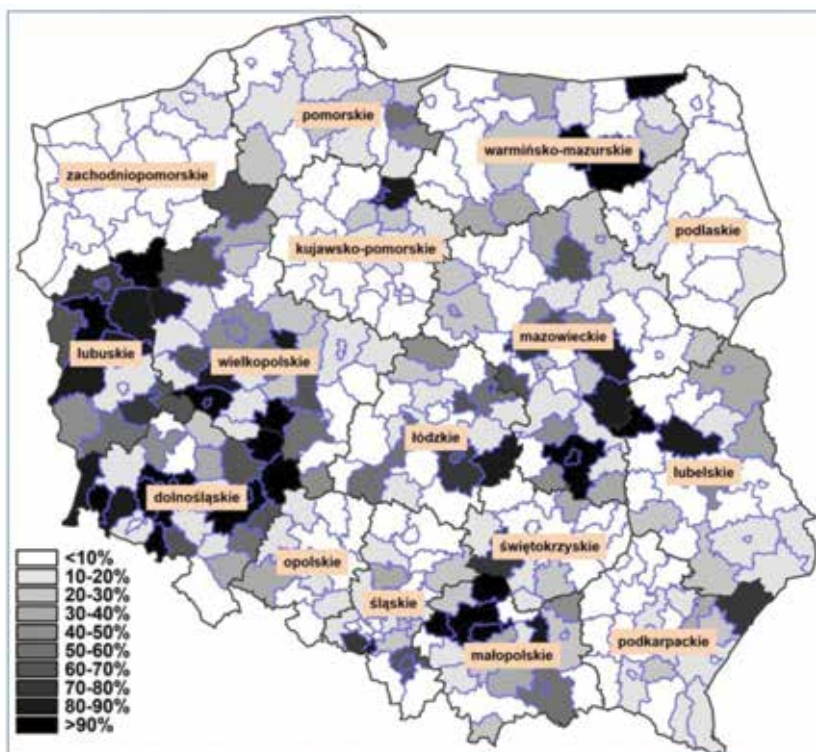 pomorskie
warmińsko-mazurskie
zachodniopomorskie
podlaskie
kujawsko-pomorskie
mazowieckie
lubuskie
wielkopolskie
łódzkie
lubelskie
dolnośląskie
świętokrzyskie
opolskie
śląskie
podkarpackie
małopolskie
<10%
10-20%
20-30%
30-40%
40-50%
50-60%
60-70%
70-80%
80-90%
>90%